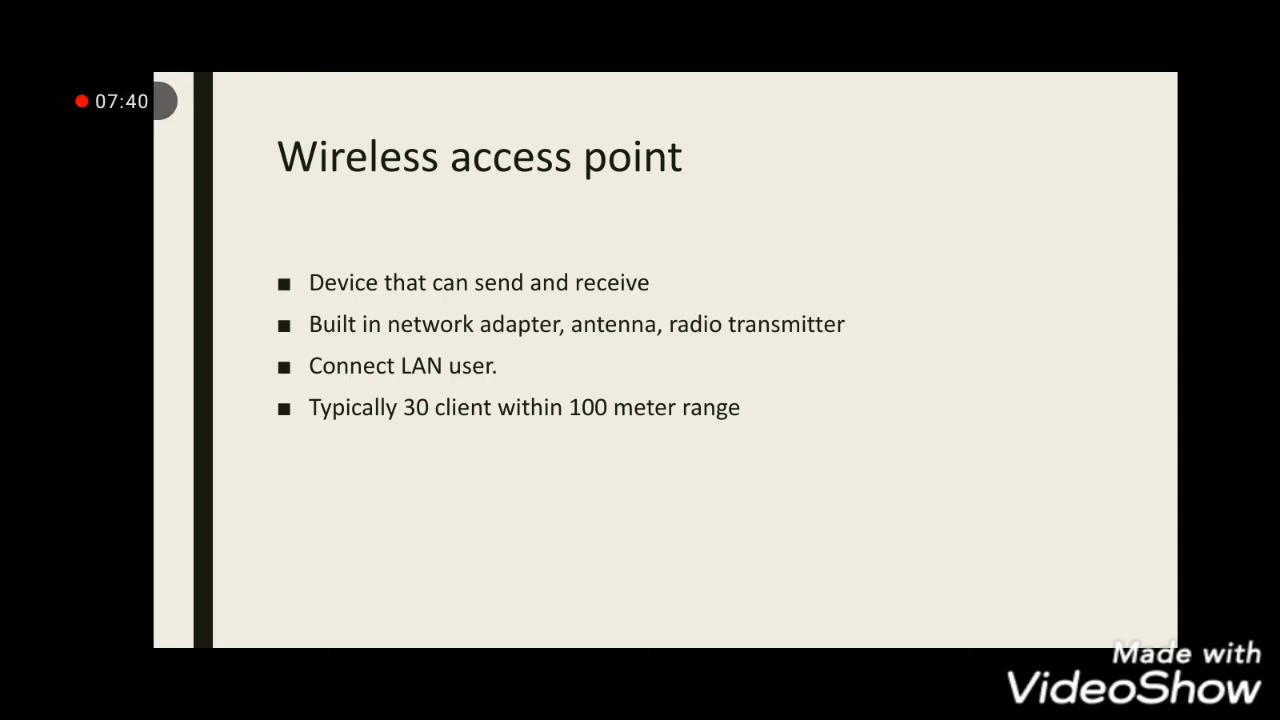 07:40
Wireless access point
Device that can send and receive
Built in network adapter, antenna, radio transmitter
Connect LAN user.
Typically 30 client within 100 meter range
Made with
VideoShow